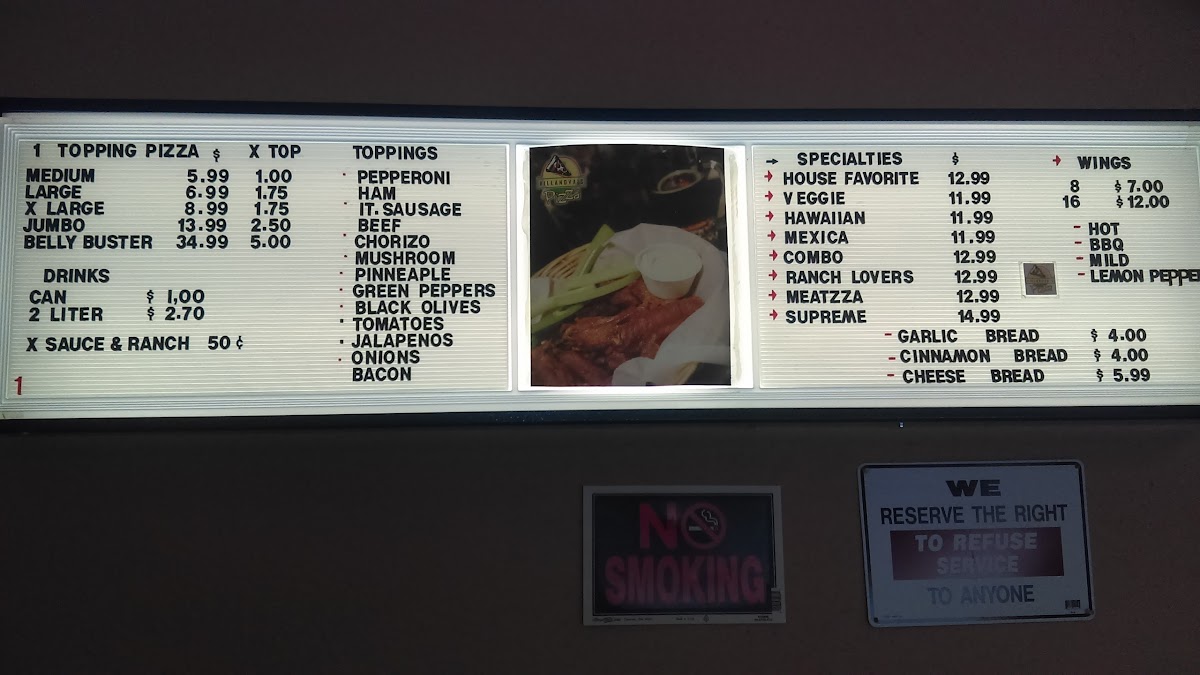 1 TOPPING PIZZA $ X TOP
MEDIUM 5.99 1.00
LARGE 6.99 1.75
X LARGE 8.99 1.75
JUMBO 13.99 2.50
BELLY BUSTER 34.99 5.00
DRINKS
CAN $ 1,00
2 LITER $ 2.70
X SAUCE & RANCH 50 ¢
1
TOPPINGS
PEPPERONI
HAM
IT. SAUSAGE
BEEF
CHORIZO
MUSHROOM
PINNEAPLE
GREEN PEPPERS
BLACK OLIVES
TOMATOES
JALAPENOS
ONIONS
BACON
VILLANOVA'S
Pizza
SPECIALTIES $
HOUSE FAVORITE 12.99
VEGGIE 11.99
HAWAIIAN 11.99
MEXICA 11.99
COMBO 12.99
RANCH LOVERS 12.99
MEATZZA 12.99
SUPREME 14.99
- GARLIC BREAD $ 4.00
- CINNAMON BREAD $ 4.00
- CHEESE BREAD $ 5.99
WINGS
8 $ 7.00
16 $ 12.00
- HOT
- BBQ
- MILD
- LEMON PEPPER
NO
SMOKING
WE
RESERVE THE RIGHT
TO REFUSE
SERVICE
TO ANYONE